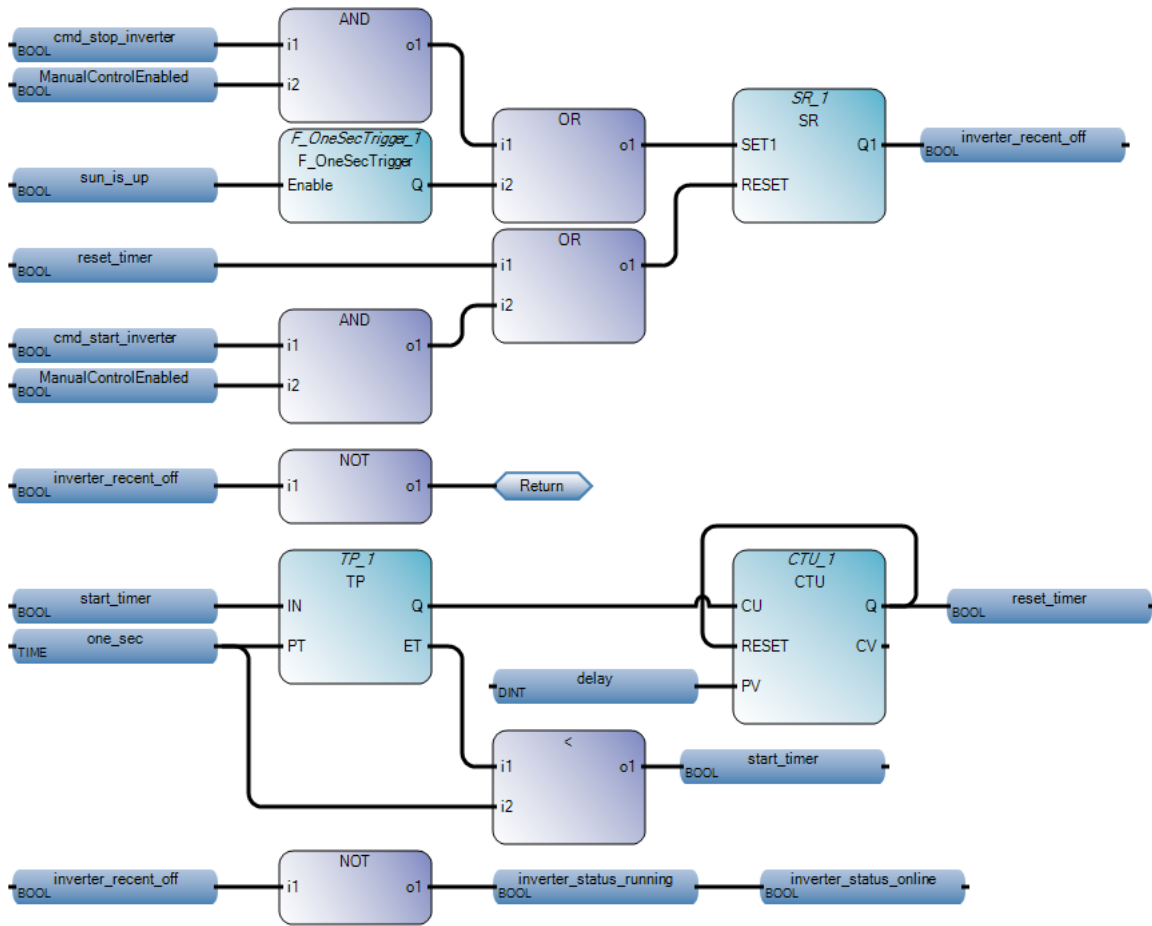 AND
cmd_stop_inverter
BOOL
i1
o1
ManualControlEnabled
BOOL
i2
F_OneSecTrigger_1
F_OneSecTrigger
sun_is_up
BOOL
Enable
Q
OR
i1
o1
i2
SR_1
SR
SET1
Q1
RESET
inverter_recent_off
BOOL
reset_timer
BOOL
OR
i1
o1
i2
AND
cmd_start_inverter
BOOL
i1
o1
ManualControlEnabled
BOOL
i2
NOT
inverter_recent_off
BOOL
i1
o1
Return
TP_1
TP
start_timer
BOOL
IN
Q
one_sec
TIME
PT
ET
CTU_1
CTU
CU
Q
RESET
CV
PV
reset_timer
BOOL
delay
DINT
<
i1
o1
i2
start_timer
BOOL
NOT
inverter_recent_off
BOOL
i1
o1
inverter_status_running
BOOL
inverter_status_online
BOOL